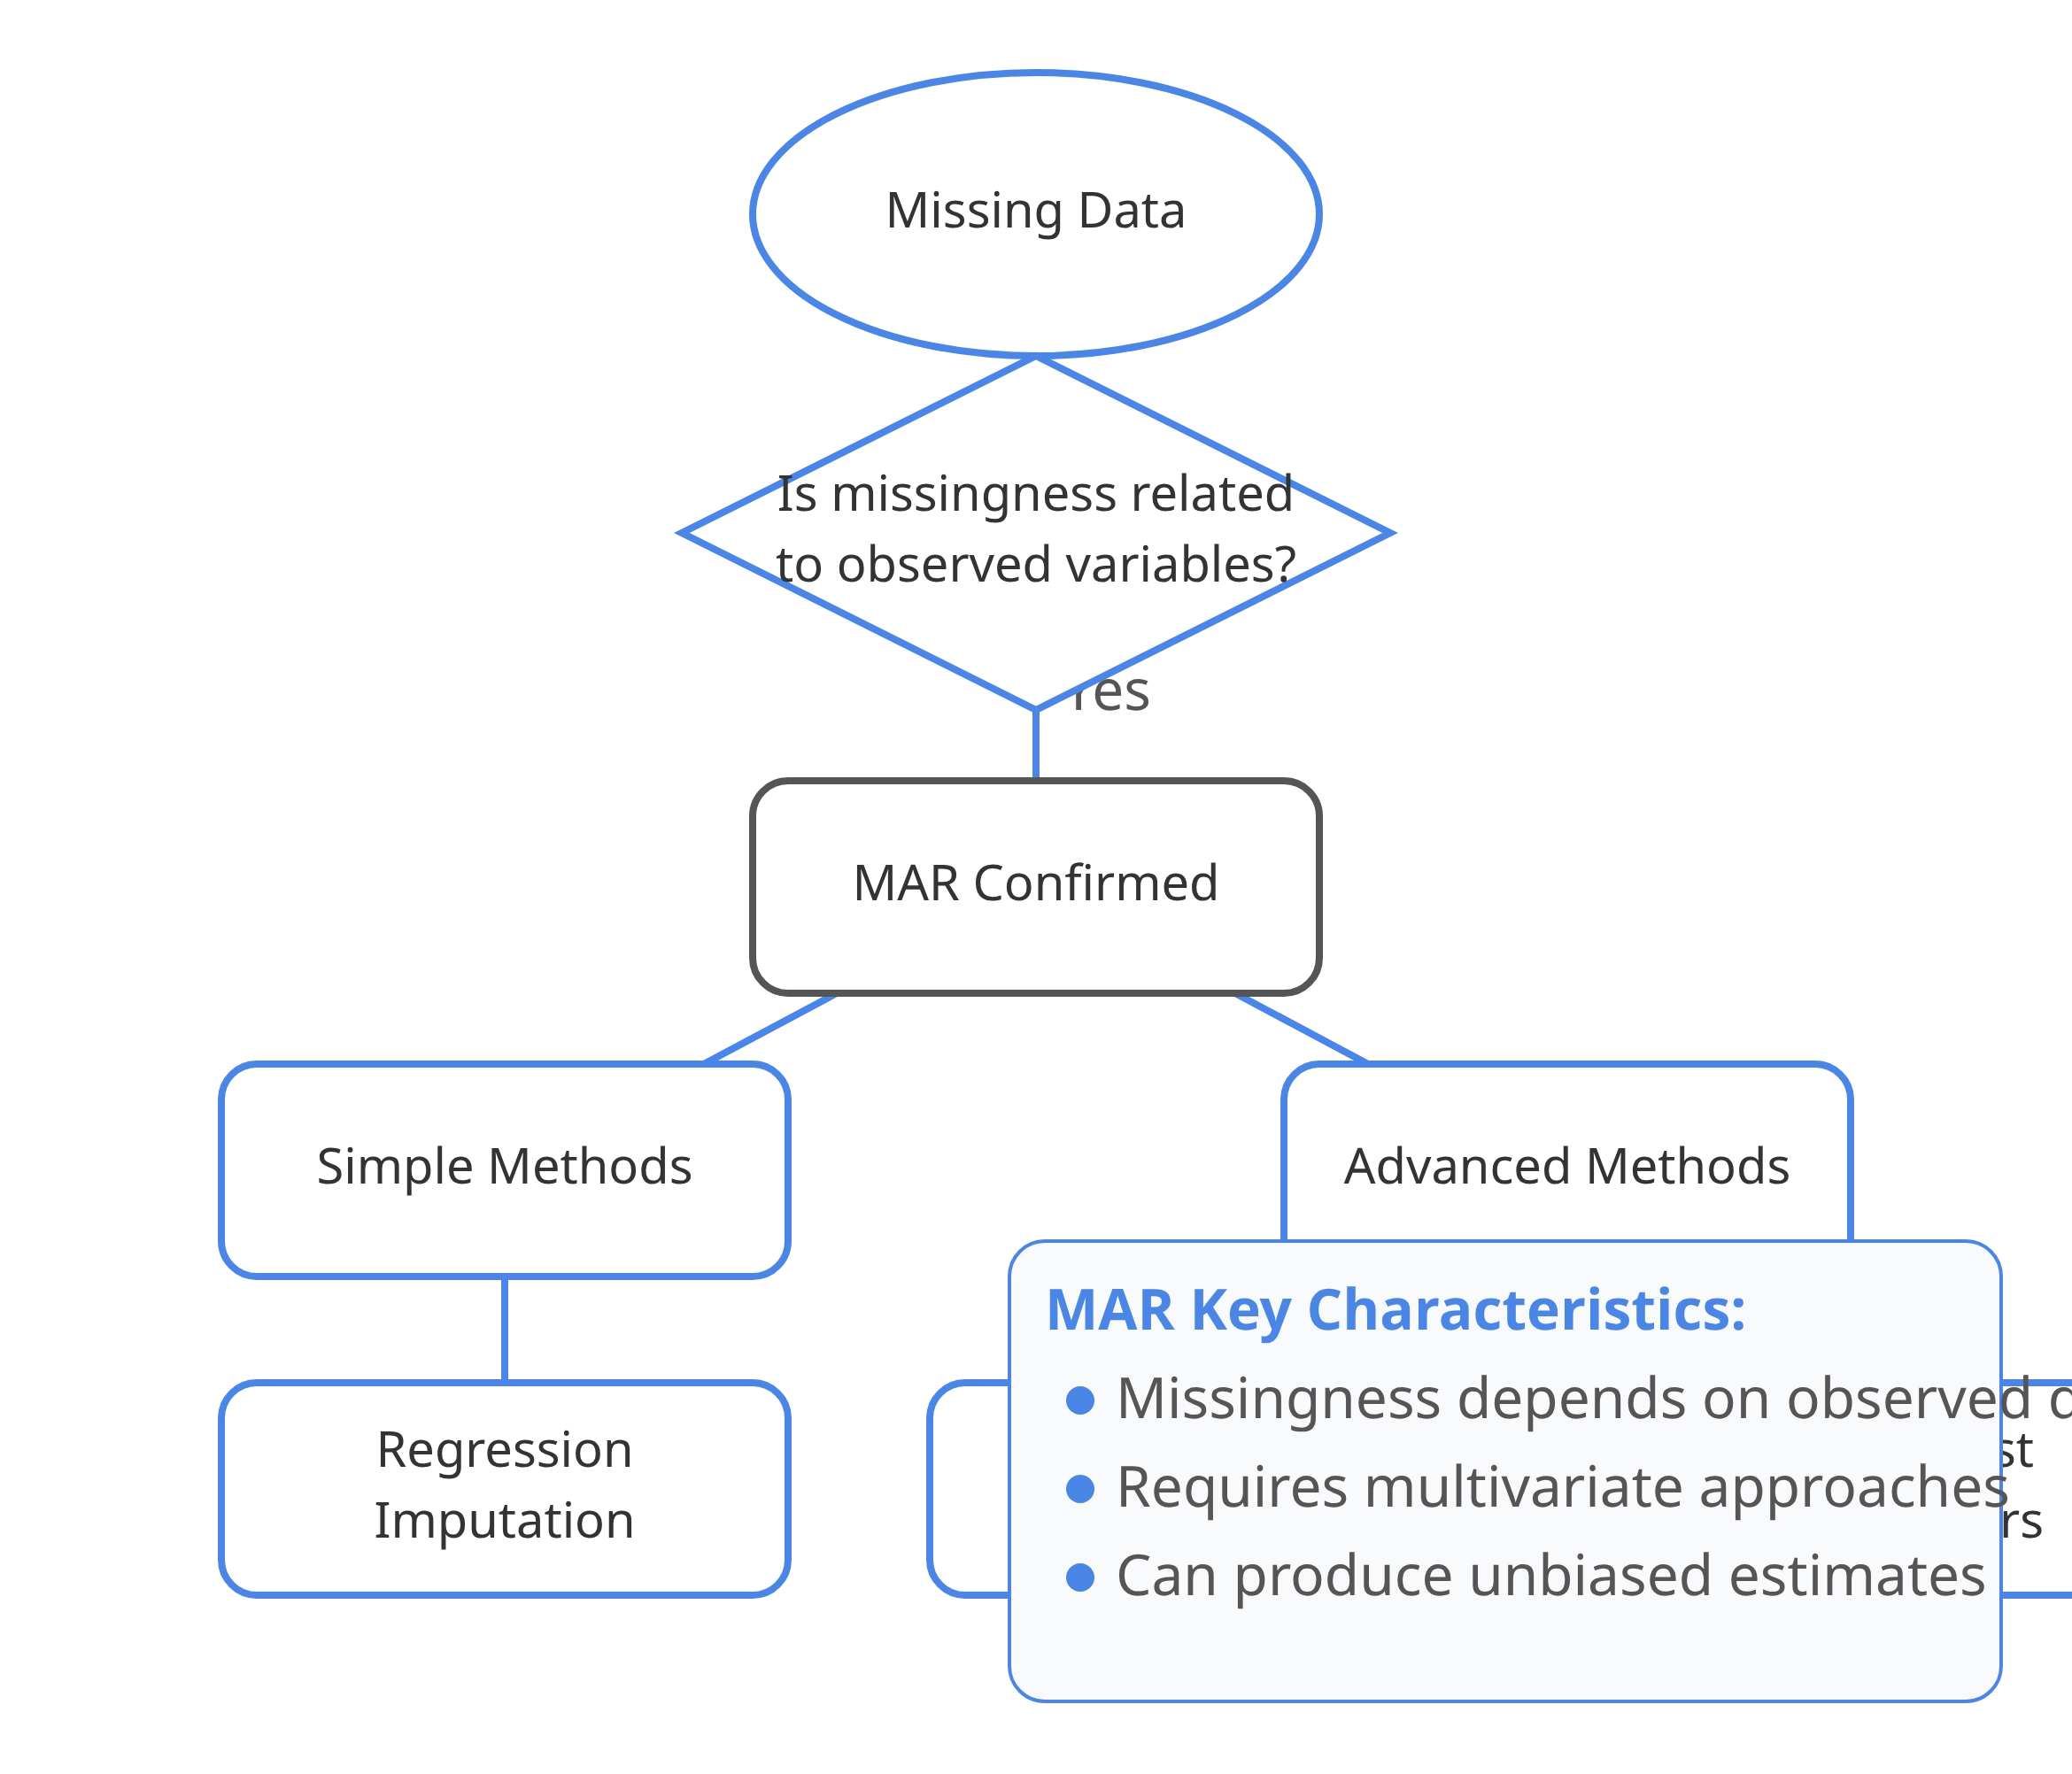 Missing Data
Is missingness related
to observed variables?
Yes
MAR Confirmed
Simple Methods
Advanced Methods
MAR Key Characteristics:
Missingness depends on observed
Requires multivariate approaches
Can produce unbiased estimates
Regression
Imputation